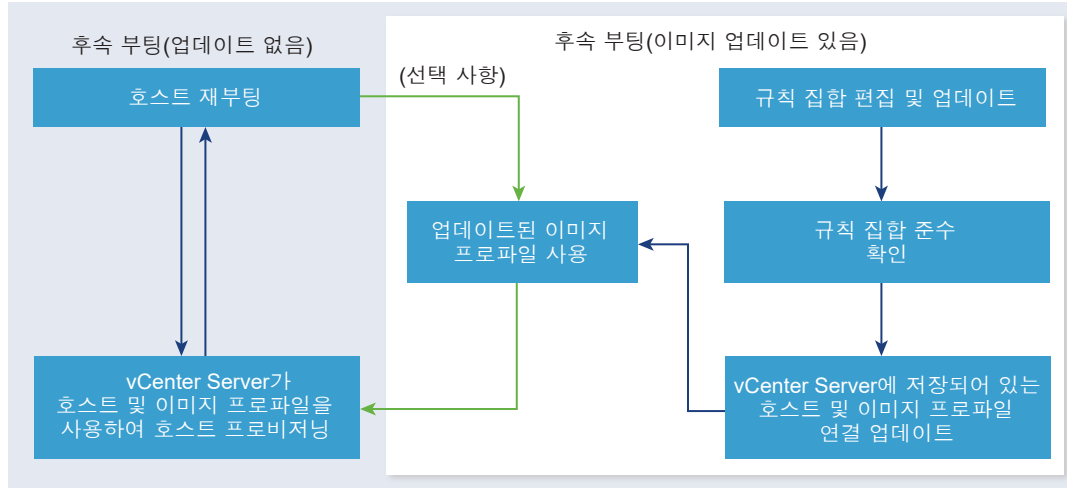 후속 부팅(업데이트 없음)
호스트 재부팅
vCenter Server가
호스트 및 이미지 프로파일을
사용하여 호스트 프로비저닝
후속 부팅(이미지 업데이트 있음)
(선택 사항)
업데이트된 이미지
프로파일 사용
규칙 집합 편집 및 업데이트
규칙 집합 준수
확인
vCenter Server에 저장되어 있는
호스트 및 이미지 프로파일
연결 업데이트